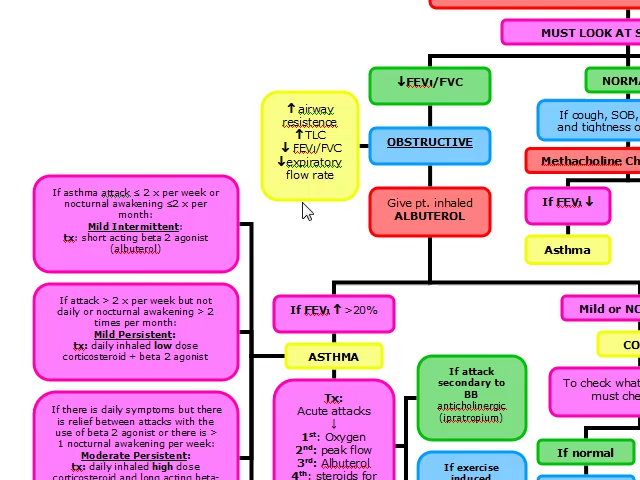 MUST LOOK AT S
↓FEV₁/FVC
NORMA
↑ airway
resistence
↑TLC
↓ FEV₁/FVC
↓expiratory
flow rate
OBSTRUCTIVE
If cough, SOB,
and tightness o
Methacholine Ch
Give pt. inhaled
ALBUTEROL
If FEV₁ ↓
Asthma
If asthma attack ≤ 2 x per week or
nocturnal awakening ≤2 x per
month:
Mild Intermittent:
tx: short acting beta 2 agonist
(albuterol)
If attack > 2 x per week but not
daily or nocturnal awakening > 2
times per month:
Mild Persistent:
tx: daily inhaled low dose
corticosteroid + beta 2 agonist
If there is daily symptoms but there
is relief between attacks with the
use of beta 2 agonist or there is >
1 nocturnal awakening per week:
Moderate Persistent:
tx: daily inhaled high dose
corticosteroid and long acting beta-
If FEV₁ ↑ >20%
ASTHMA
Tx:
Acute attacks
↓
1st: Oxygen
2nd: peak flow
3rd: Albuterol
4th: steroids for
If attack
secondary to
BB
anticholinergic
(ipratropium)
If exercise
induced
Mild or NO
CO
To check what
must che
If normal